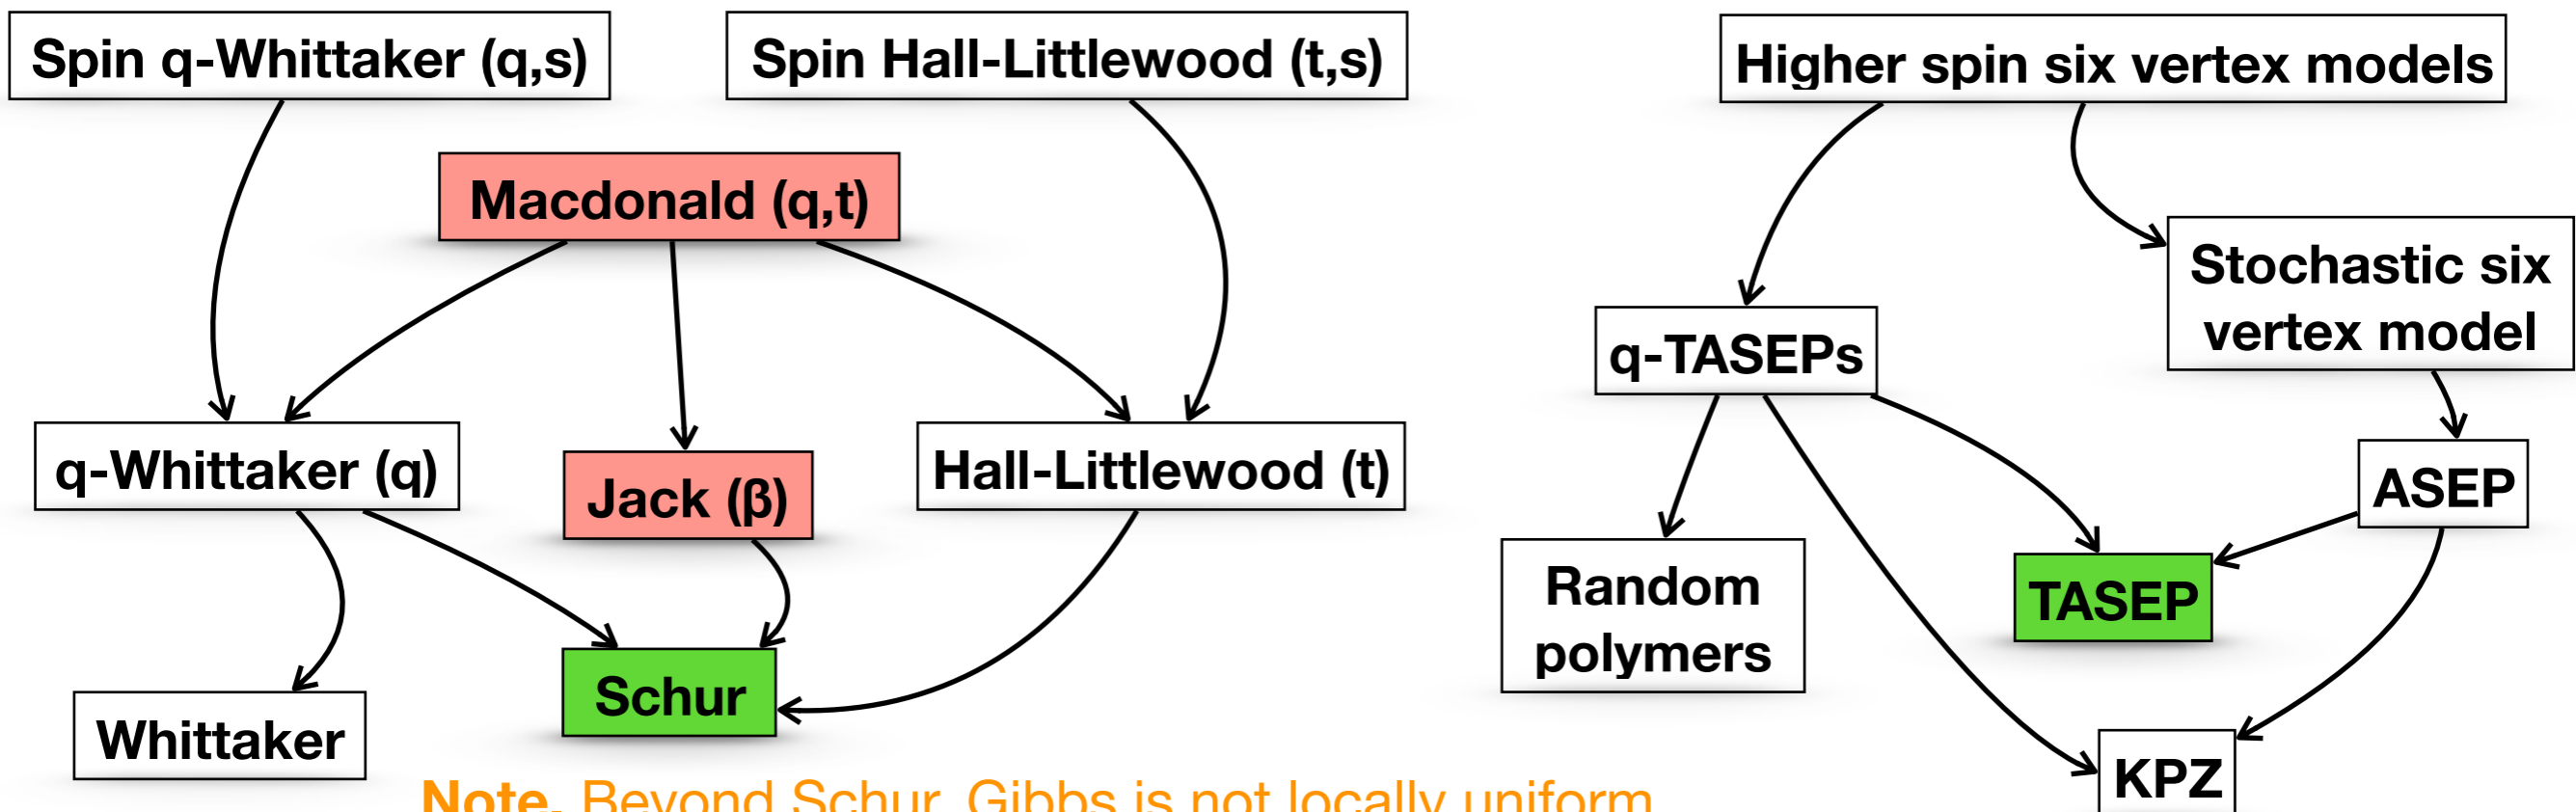 Spin q-Whittaker (q,s)
Spin Hall-Littlewood (t,s)
Higher spin six vertex models
Macdonald (q,t)
Stochastic six
vertex model
q-TASEPs
q-Whittaker (q)
Jack (β)
Hall-Littlewood (t)
ASEP
Random
polymers
TASEP
Schur
Whittaker
KPZ
Note. Beyond Schur, Gibbs is not locally uniform